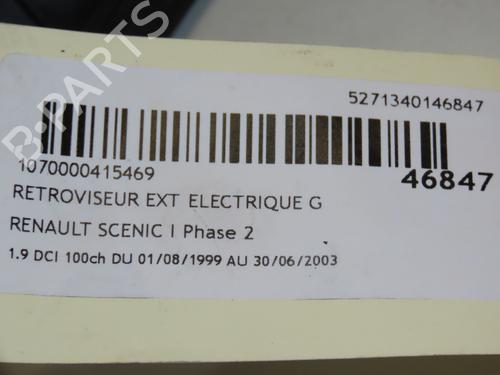 5271340146847
1070000415469
46847
RETROVISEUR EXT ELECTRIQUE G
RENAULT SCENIC I Phase 2
1.9 DCI 100ch DU 01/08/1999 AU 30/06/2003
B-PARTS